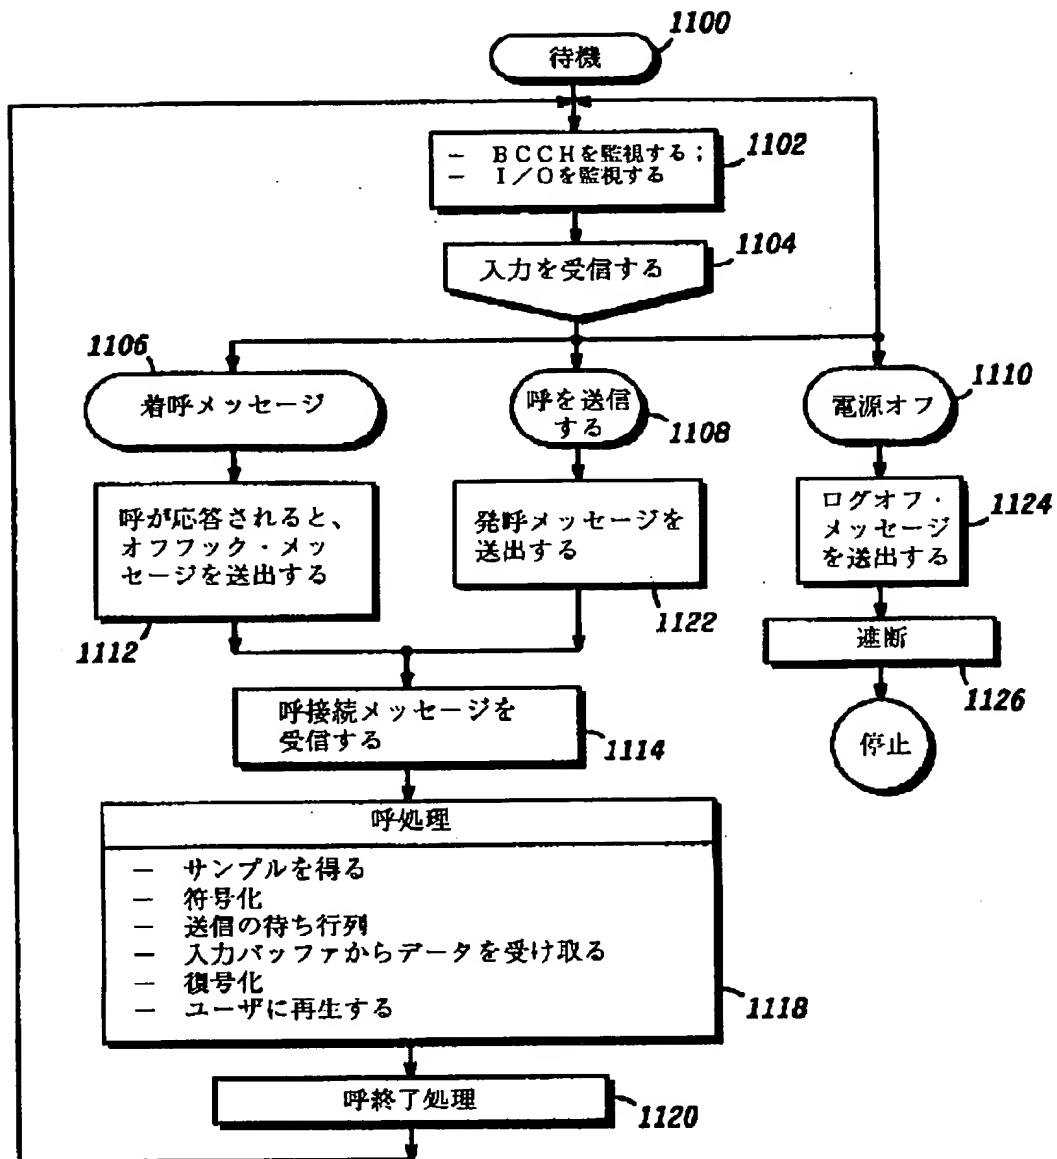 1100
待機
1102
－ ＢＣＣＨを監視する；
－ Ｉ／Ｏを監視する
1104
入力を受信する
1106
着呼メッセージ
呼を送信
する
1108
1110
電源オフ
呼が応答されると、
オフフック・メッ
セージを送出する
1112
発呼メッセージを
送出する
1122
ログオフ・
メッセージ
を送出する
1124
遮断
1126
停止
呼接続メッセージを
受信する
1114
呼処理
－ サンプルを得る
－ 符号化
－ 送信の待ち行列
－ 入力バッファからデータを受け取る
－ 復号化
－ ユーザに再生する
1118
呼終了処理
1120